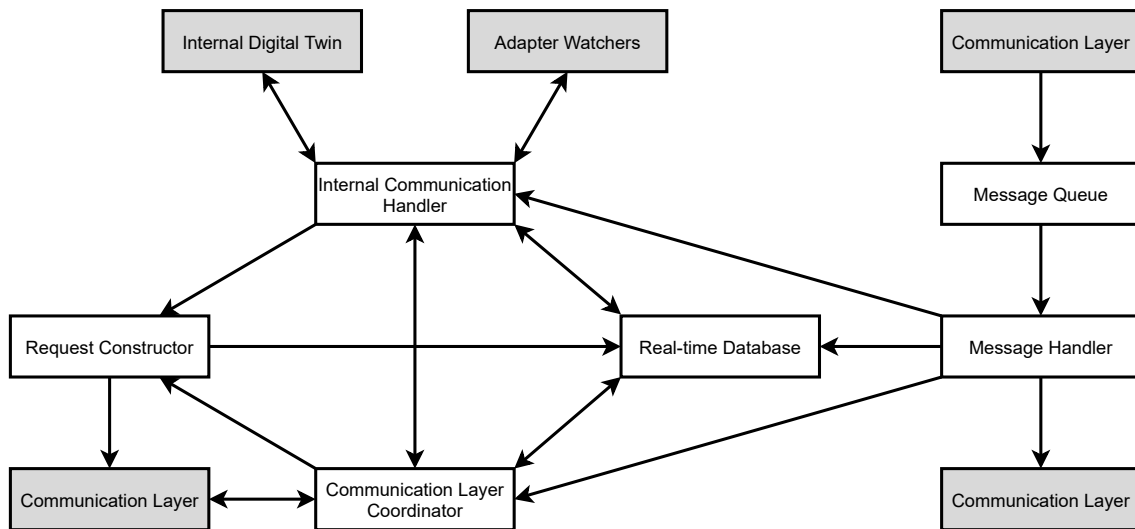 Internal Digital Twin
Adapter Watchers
Communication Layer
Internal Communication
Handler
Message Queue
Request Constructor
Real-time Database
Message Handler
Communication Layer
Communication Layer
Coordinator
Communication Layer